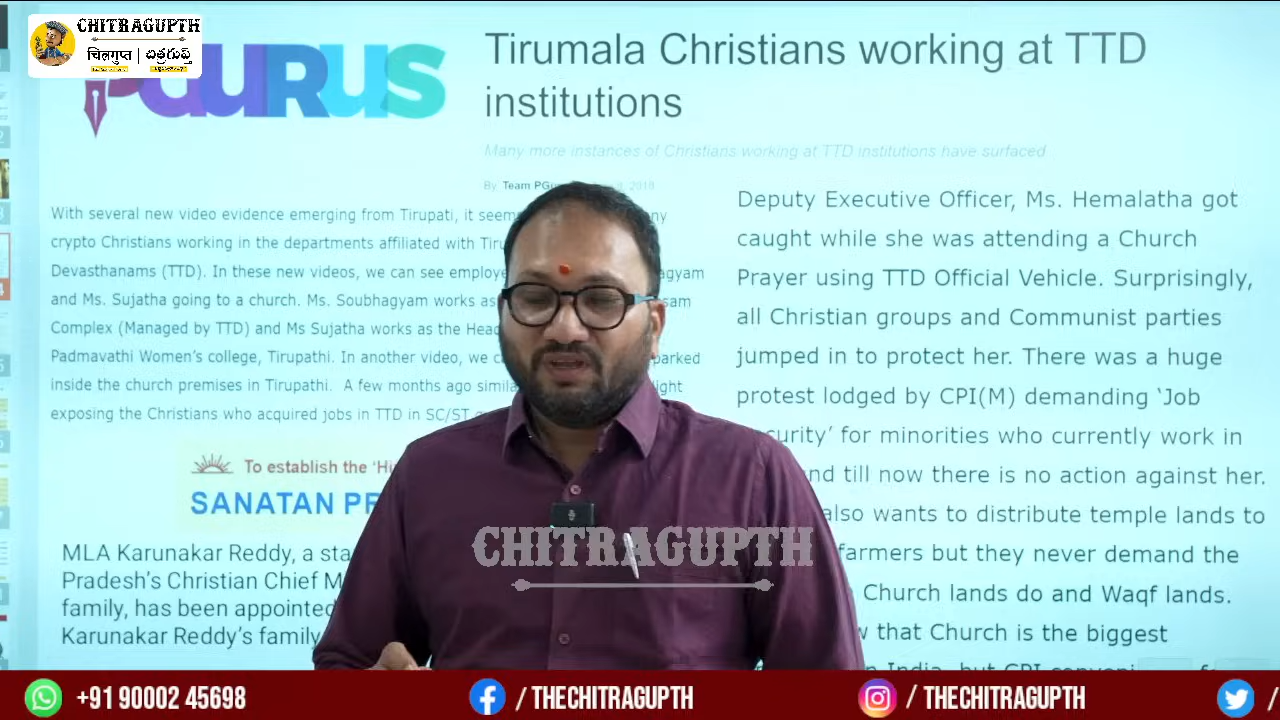 CHITRAGUPTH
चित्रगुप्त | చిత్రగుప్త్
GURUS
Tirumala Christians working at TTD
institutions
Many more instances of Christians working at TTD institutions have surfaced
By Team
With several new video evidence emerging from Tirupati, it
crypto Christians working in the departments affiliated with
Devasthanams (TTD). In these new videos, we can see
and Ms. Sujatha going to a church. Ms. Soubhagyam works as
Complex (Managed by TTD) and Ms Sujatha works as the
Padmavathi Women's college, Tirupathi. In another video, we parked
inside the church premises in Tirupathi. A few months ago
exposing the Christians who acquired jobs in TTD in SC/ST
To establish the
SANATAN
MLA Karunakar Reddy, a
Pradesh's Christian Chief
family, has been appointed
Karunakar Reddy's family
Deputy Executive Officer, Ms. Hemalatha got
caught while she was attending a Church
Prayer using TTD Official Vehicle. Surprisingly,
all Christian groups and Communist parties
jumped in to protect her. There was a huge
protest lodged by CPI(M) demanding 'Job
for minorities who currently work in
till now there is no action against her.
also wants to distribute temple lands to
farmers but they never demand the
Church lands do and Waqf lands.
that Church is the biggest
India, but CPI
CHITRAGUPTH
+91 90002 45698
/ THECHITRAGUPTH
/ THECHITRAGUPTH
/